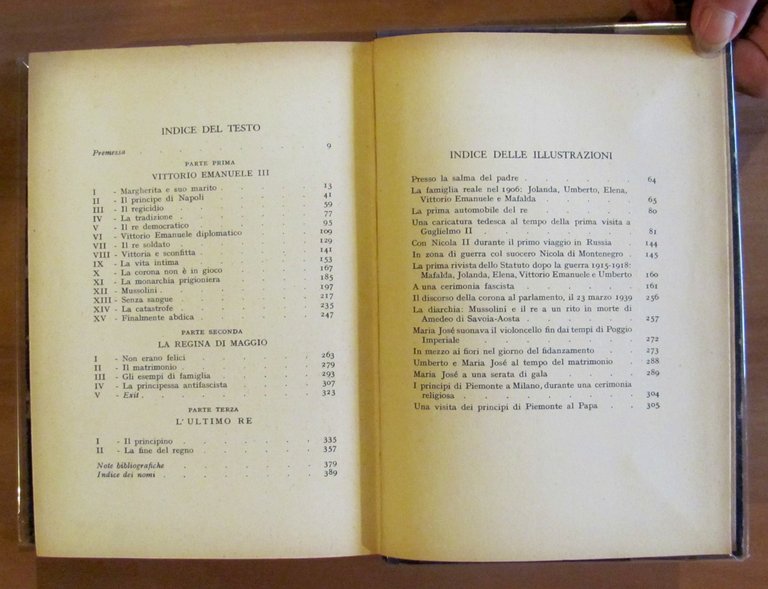 INDICE DEL TESTO
Premessa . . . . . . . . 9
PARTE PRIMA
VITTORIO EMANUELE III
I - Margherita e suo marito . . . . . 13
II - Il principe di Napoli . . . . . 41
III - Il regicidio . . . . . . . 59
IV - La tradizione . . . . . . . 77
V - Il re democratico . . . . . . 95
VI - Vittorio Emanuele diplomatico . . . 109
VII - Il re soldato . . . . . . . 129
VIII - Vittoria e sconfitta . . . . . . 141
IX - La vita intima . . . . . . 153
X - La corona non è in gioco . . . . 167
XI - La monarchia prigioniera . . . . 185
XII - Mussolini . . . . . . . 197
XIII - Senza sangue . . . . . . . 217
XIV - La catastrofe . . . . . . . 235
XV - Finalmente abdica . . . . . . 247
PARTE SECONDA
LA REGINA DI MAGGIO
I - Non erano felici . . . . . . 263
II - Il matrimonio . . . . . . . 279
III - Gli esempi di famiglia . . . . . 293
IV - La principessa antifascista . . . . 307
V - Exit . . . . . . . . 323
PARTE TERZA
L'ULTIMO RE
I - Il principino . . . . . . . 335
II - La fine del regno . . . . . . 357
Note bibliografiche . . . . . . . 379
Indice dei nomi . . . . . . . . 389
INDICE DELLE ILLUSTRAZIONI
Presso la salma del padre . . . . . 64
La famiglia reale nel 1906: Jolanda, Umberto, Elena,
Vittorio Emanuele e Mafalda . . . . 65
La prima automobile del re . . . . . 80
Una caricatura tedesca al tempo della prima visita a
Guglielmo II . . . . . . . 81
Con Nicola II durante il primo viaggio in Russia . 144
In zona di guerra col suocero Nicola di Montenegro . 145
La prima rivista dello Statuto dopo la guerra 1915-1918:
Mafalda, Jolanda, Elena, Vittorio Emanuele e Umberto 160
A una cerimonia fascista . . . . . 161
Il discorso della corona al parlamento, il 23 marzo 1939 256
La diarchia: Mussolini e il re a un rito in morte di
Amedeo di Savoia-Aosta . . . . . 257
Maria José suonava il violoncello fin dai tempi di Poggio
Imperiale . . . . . . . . 272
In mezzo ai fiori nel giorno del fidanzamento . . 273
Umberto e Maria José al tempo del matrimonio . . 288
Maria José a una serata di gala . . . . 289
I principi di Piemonte a Milano, durante una cerimonia
religiosa . . . . . . . . 304
Una visita dei principi di Piemonte al Papa . . 305